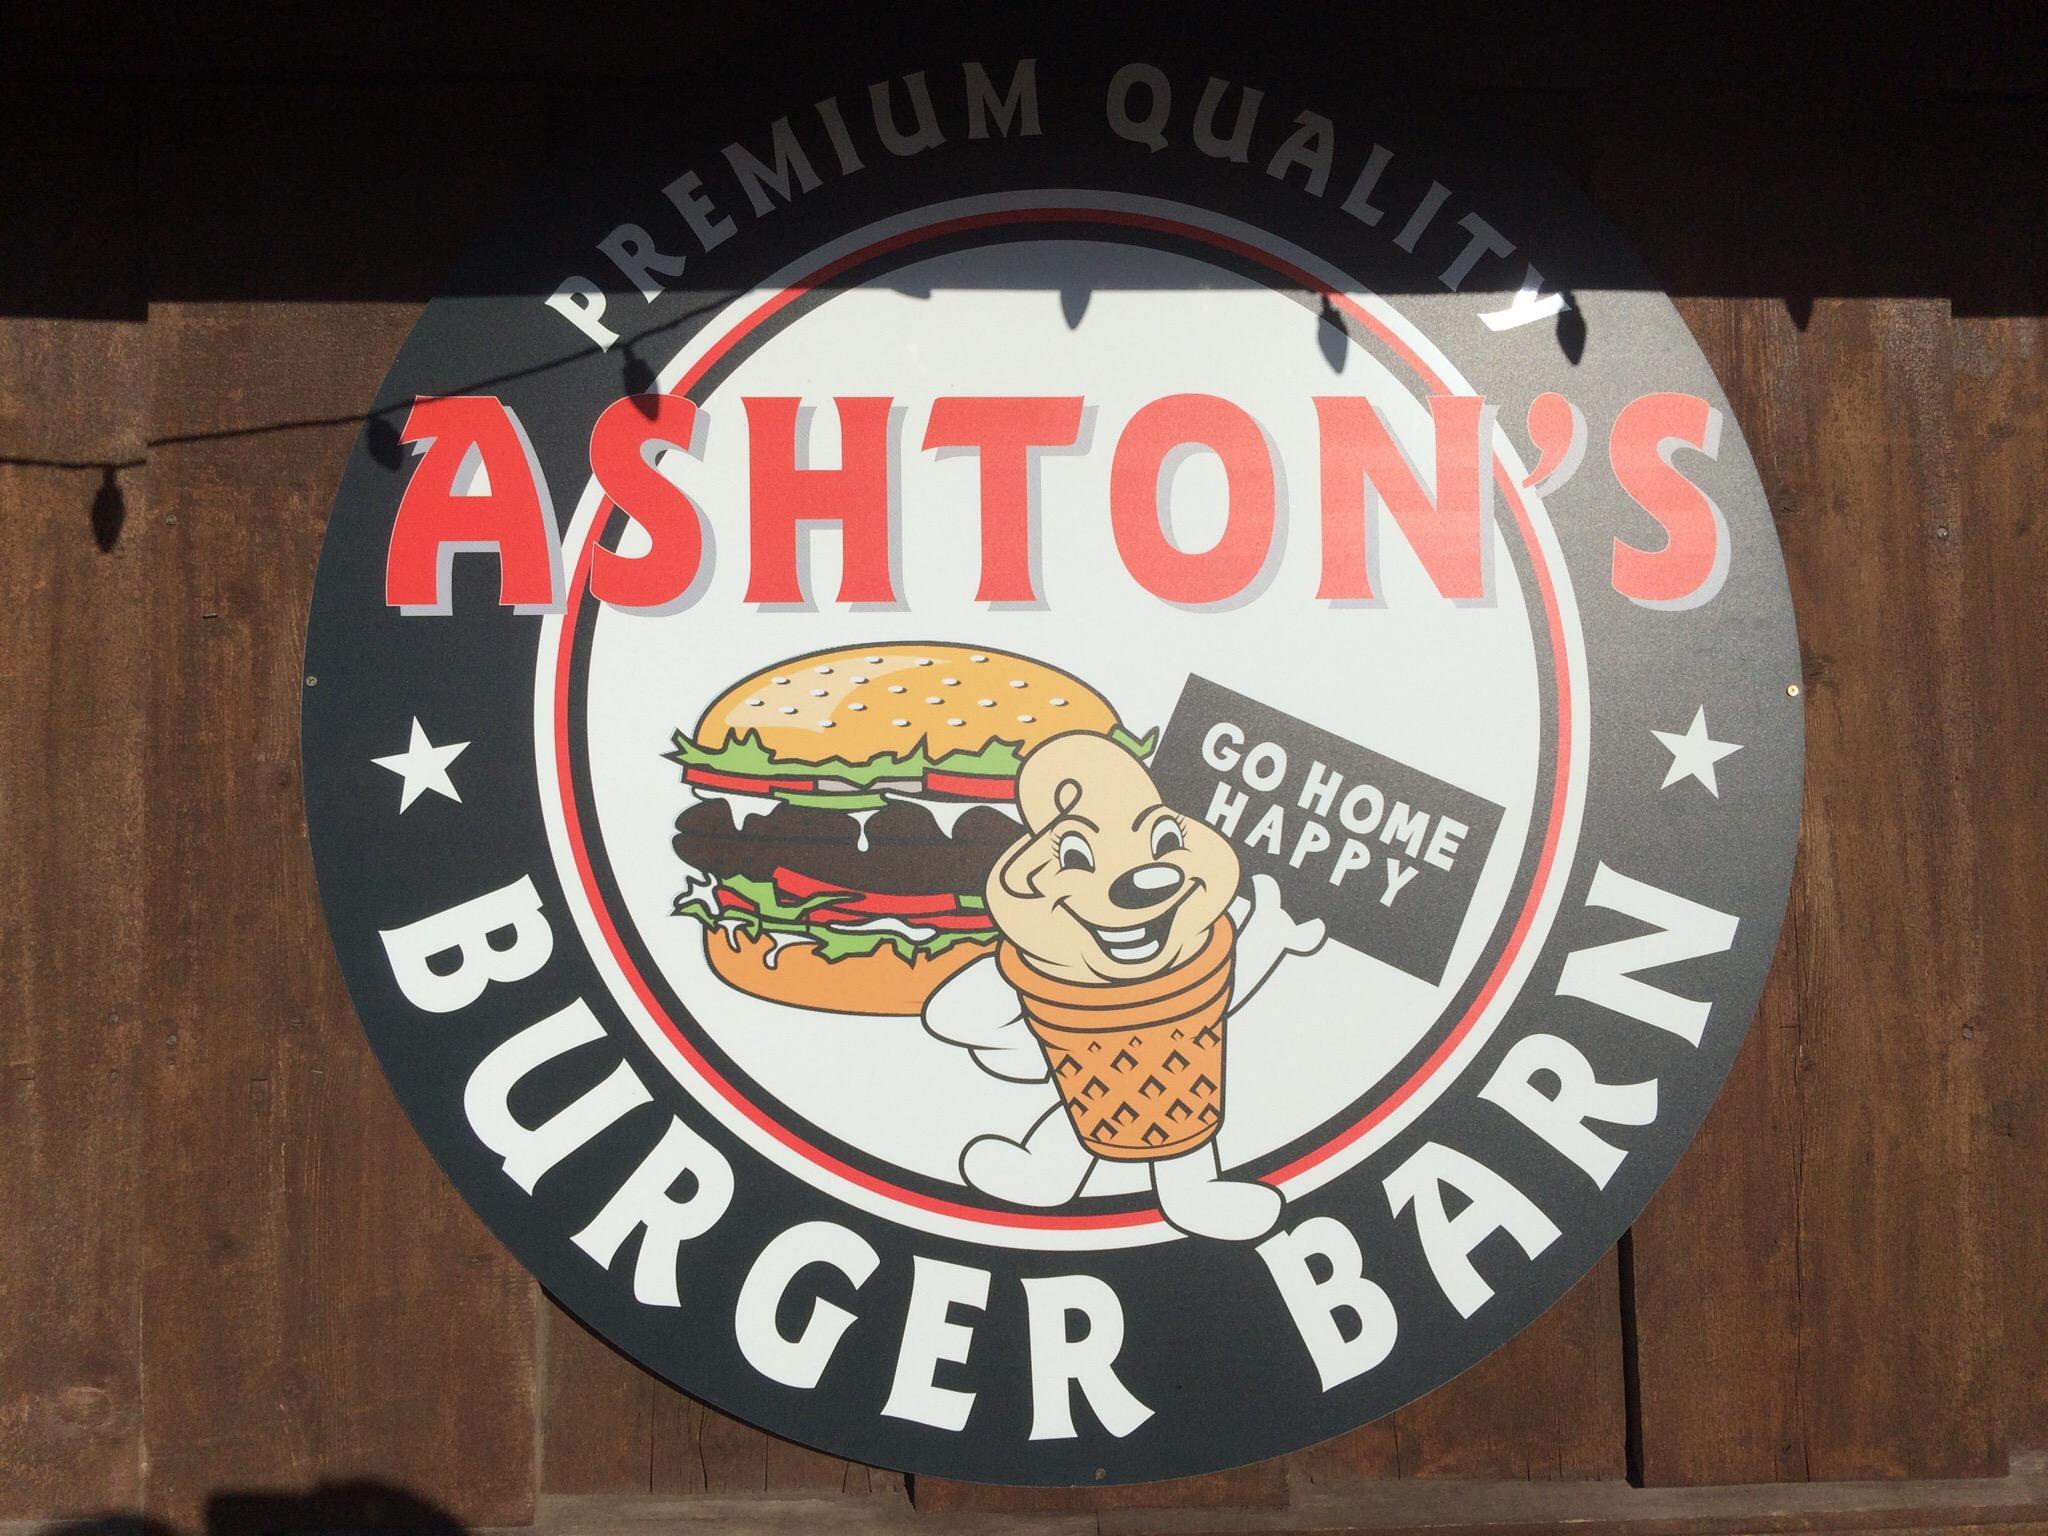 PREMIUM QUALITY
ASHTON'S
GO HOME
HAPPY
BURGER BARN